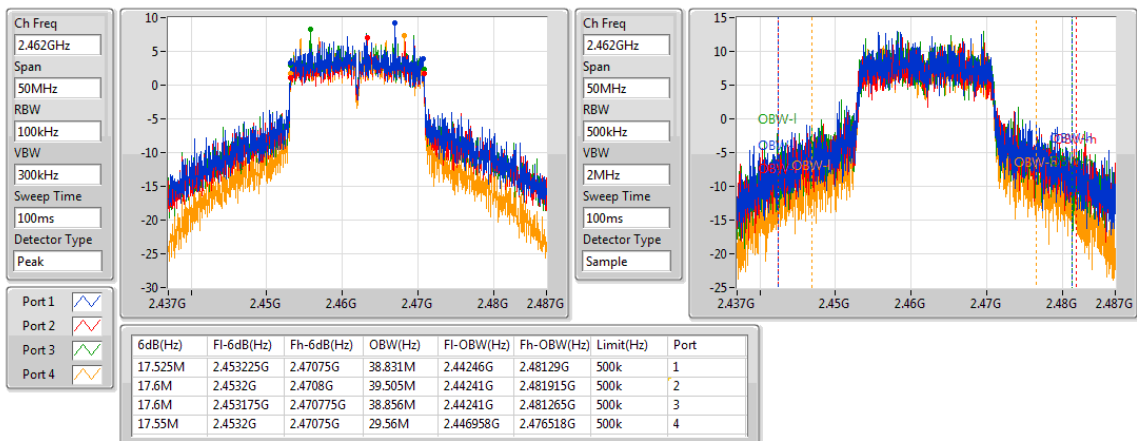 Ch Freq
2.462GHz
Span
50MHz
RBW
100kHz
VBW
300kHz
Sweep Time
100ms
Detector Type
Peak
15
10
5
0
-5
-10
-15
-20
-25
-30
2.437G 2.45G 2.46G 2.47G 2.48G 2.487G
Ch Freq
2.462GHz
Span
50MHz
RBW
500kHz
VBW
2MHz
Sweep Time
100ms
Detector Type
Sample
15
10
5
0
-5
-10
-15
-20
-25
2.437G 2.45G 2.46G 2.47G 2.48G 2.487G
OBW-l
OBW-l
OBW-h
Port 1
Port 2
Port 3
Port 4
6dB(Hz) Fl-6dB(Hz) Fh-6dB(Hz) OBW(Hz) Fl-OBW(Hz) Fh-OBW(Hz) Limit(Hz) Port
17.525M 2.453225G 2.47075G 38.831M 2.44246G 2.48129G 500k 1
17.6M 2.4532G 2.4708G 39.505M 2.44241G 2.481915G 500k 2
17.6M 2.453175G 2.470775G 38.856M 2.44241G 2.481265G 500k 3
17.55M 2.4532G 2.47075G 29.56M 2.446958G 2.476518G 500k 4